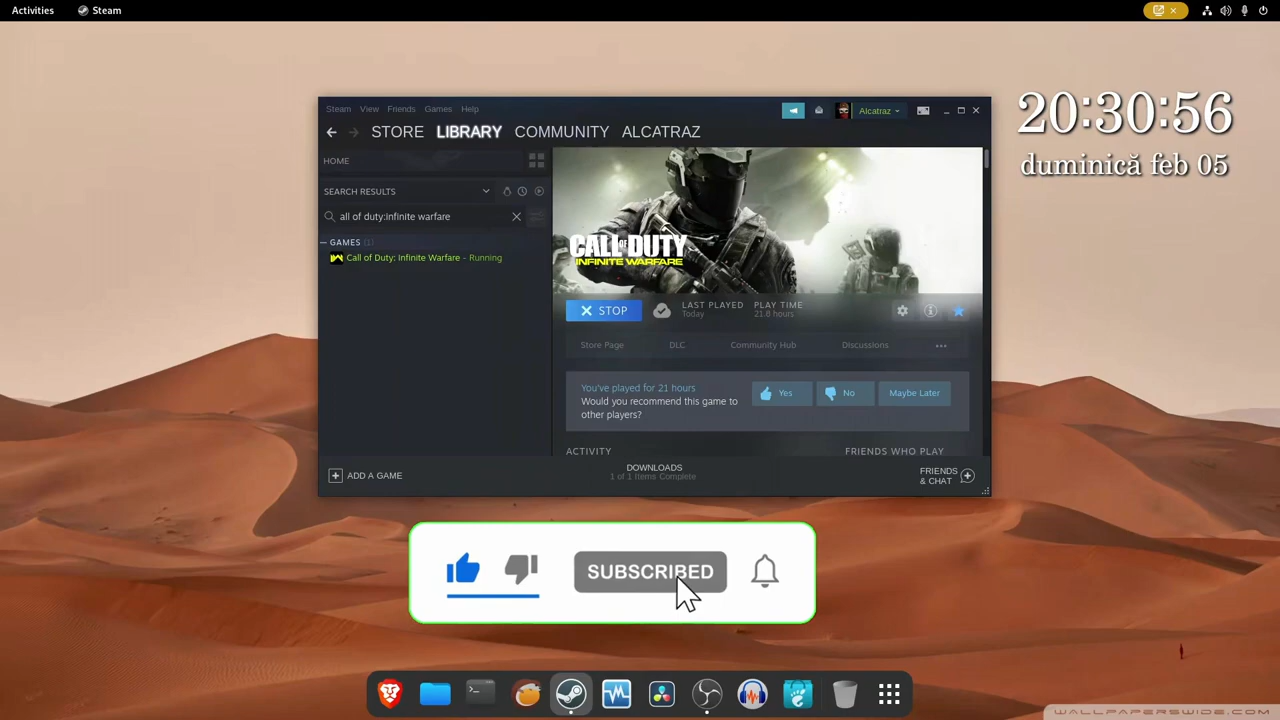 Activities
Steam
20:30:56
duminică feb 05
Steam View Friends Games Help
Alcatraz
STORE LIBRARY COMMUNITY ALCATRAZ
HOME
SEARCH RESULTS
all of duty:infinite warfare
GAMES (1)
Call of Duty: Infinite Warfare - Running
CALL OF DUTY
INFINITE WARFARE
STOP
LAST PLAYED
Today
PLAY TIME
21.8 hours
Store Page DLC Community Hub Discussions
You've played for 21 hours
Would you recommend this game to
other players?
Yes
No
Maybe Later
ACTIVITY
FRIENDS WHO PLAY
ADD A GAME
DOWNLOADS
1 of 1 Items Complete
FRIENDS
& CHAT
SUBSCRIBED
WALLPAPERSWIDE.COM